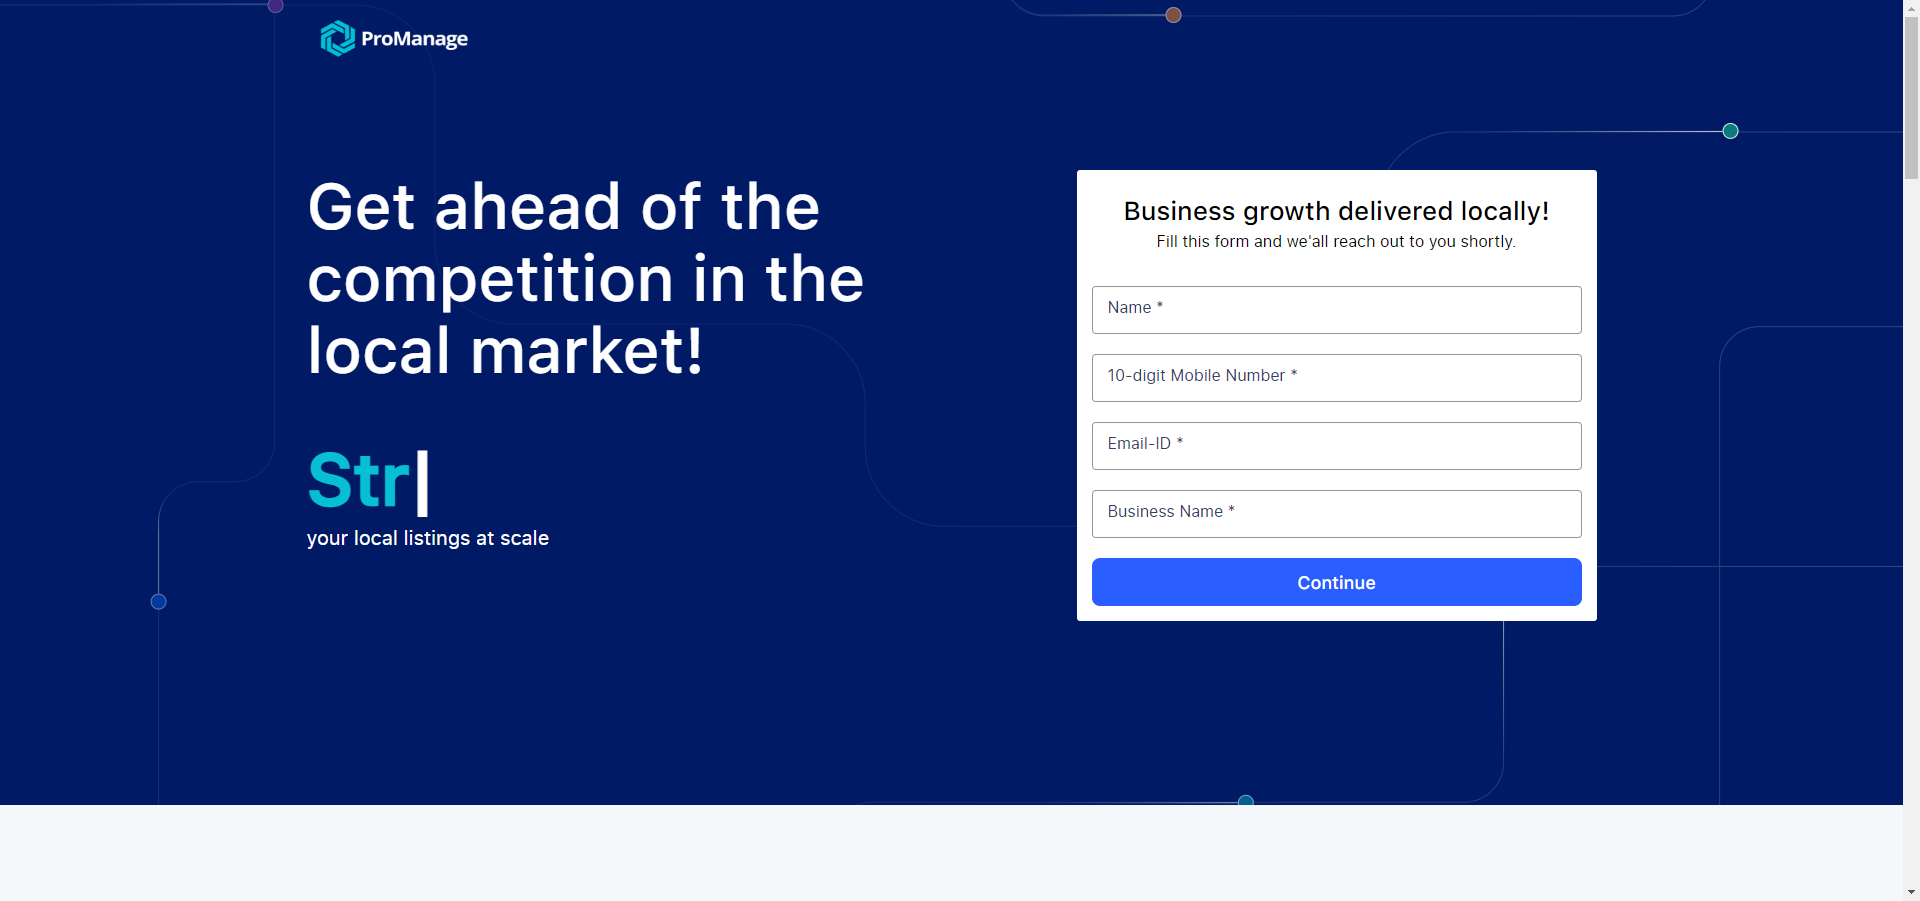 ProManage
Get ahead of the
competition in the
local market!
Str
your local listings at scale
Business growth delivered locally!
Fill this form and we'all reach out to you shortly.
Name *
10-digit Mobile Number *
Email-ID *
Business Name *
Continue